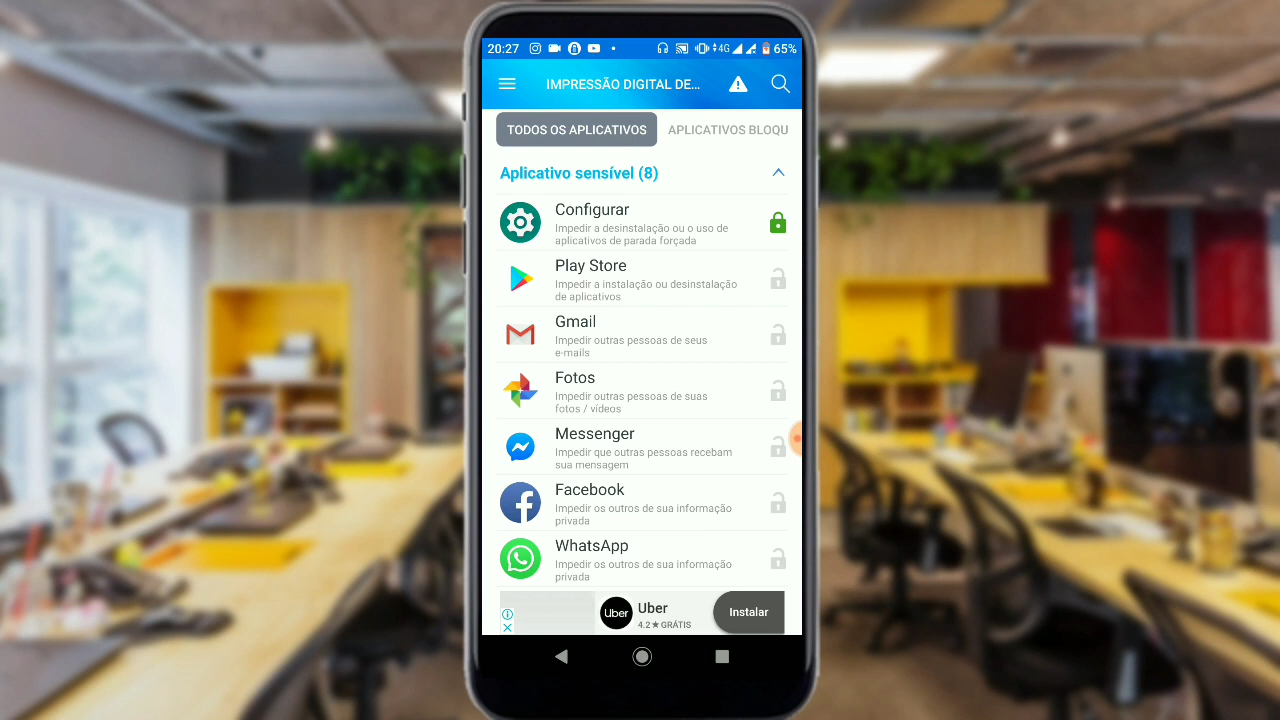 20:27
4G
65%
IMPRESSÃO DIGITAL DE...
TODOS OS APLICATIVOS
APLICATIVOS BLOQU
Aplicativo sensível (8)
Configurar
Impedir a desinstalação ou o uso de
aplicativos de parada forçada
Play Store
Impedir a instalação ou desinstalação
de aplicativos
Gmail
Impedir outras pessoas de seus
e-mails
Fotos
Impedir outras pessoas de suas
fotos / vídeos
Messenger
Impedir que outras pessoas recebam
sua mensagem
Facebook
Impedir os outros de sua informação
privada
WhatsApp
Impedir os outros de sua informação
privada
Uber
Uber
4.2★GRÁTIS
Instalar